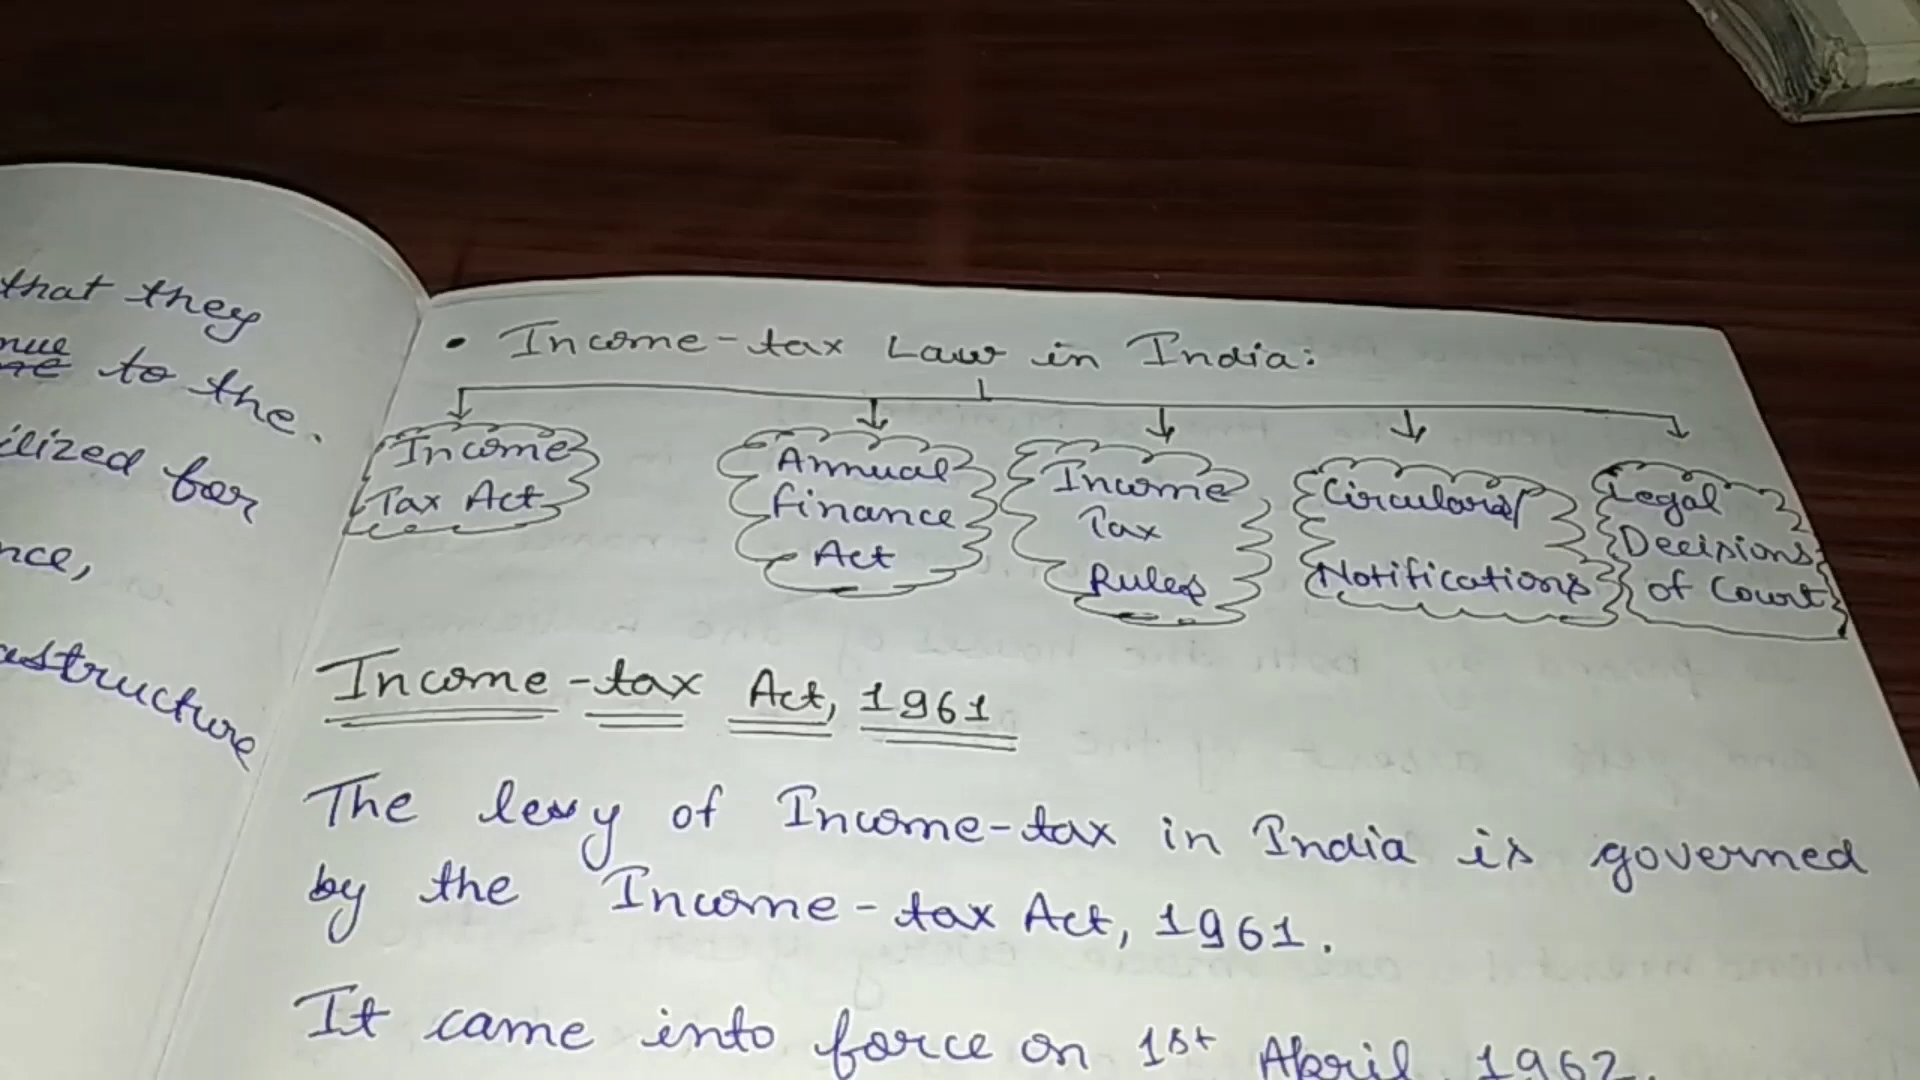 that they
nue
to the.
ilized for
nce,
astructure
• Income-tax Law in India:
Income
Tax Act
Annual
Finance
Act
Income
Tax
Rules
Circulars/
Notifications
Legal
Decisions
of Court
Income-tax Act, 1961
The levy of Income-tax in India is governed
by the Income-tax Act, 1961.
It came into force on 1st April, 1962.